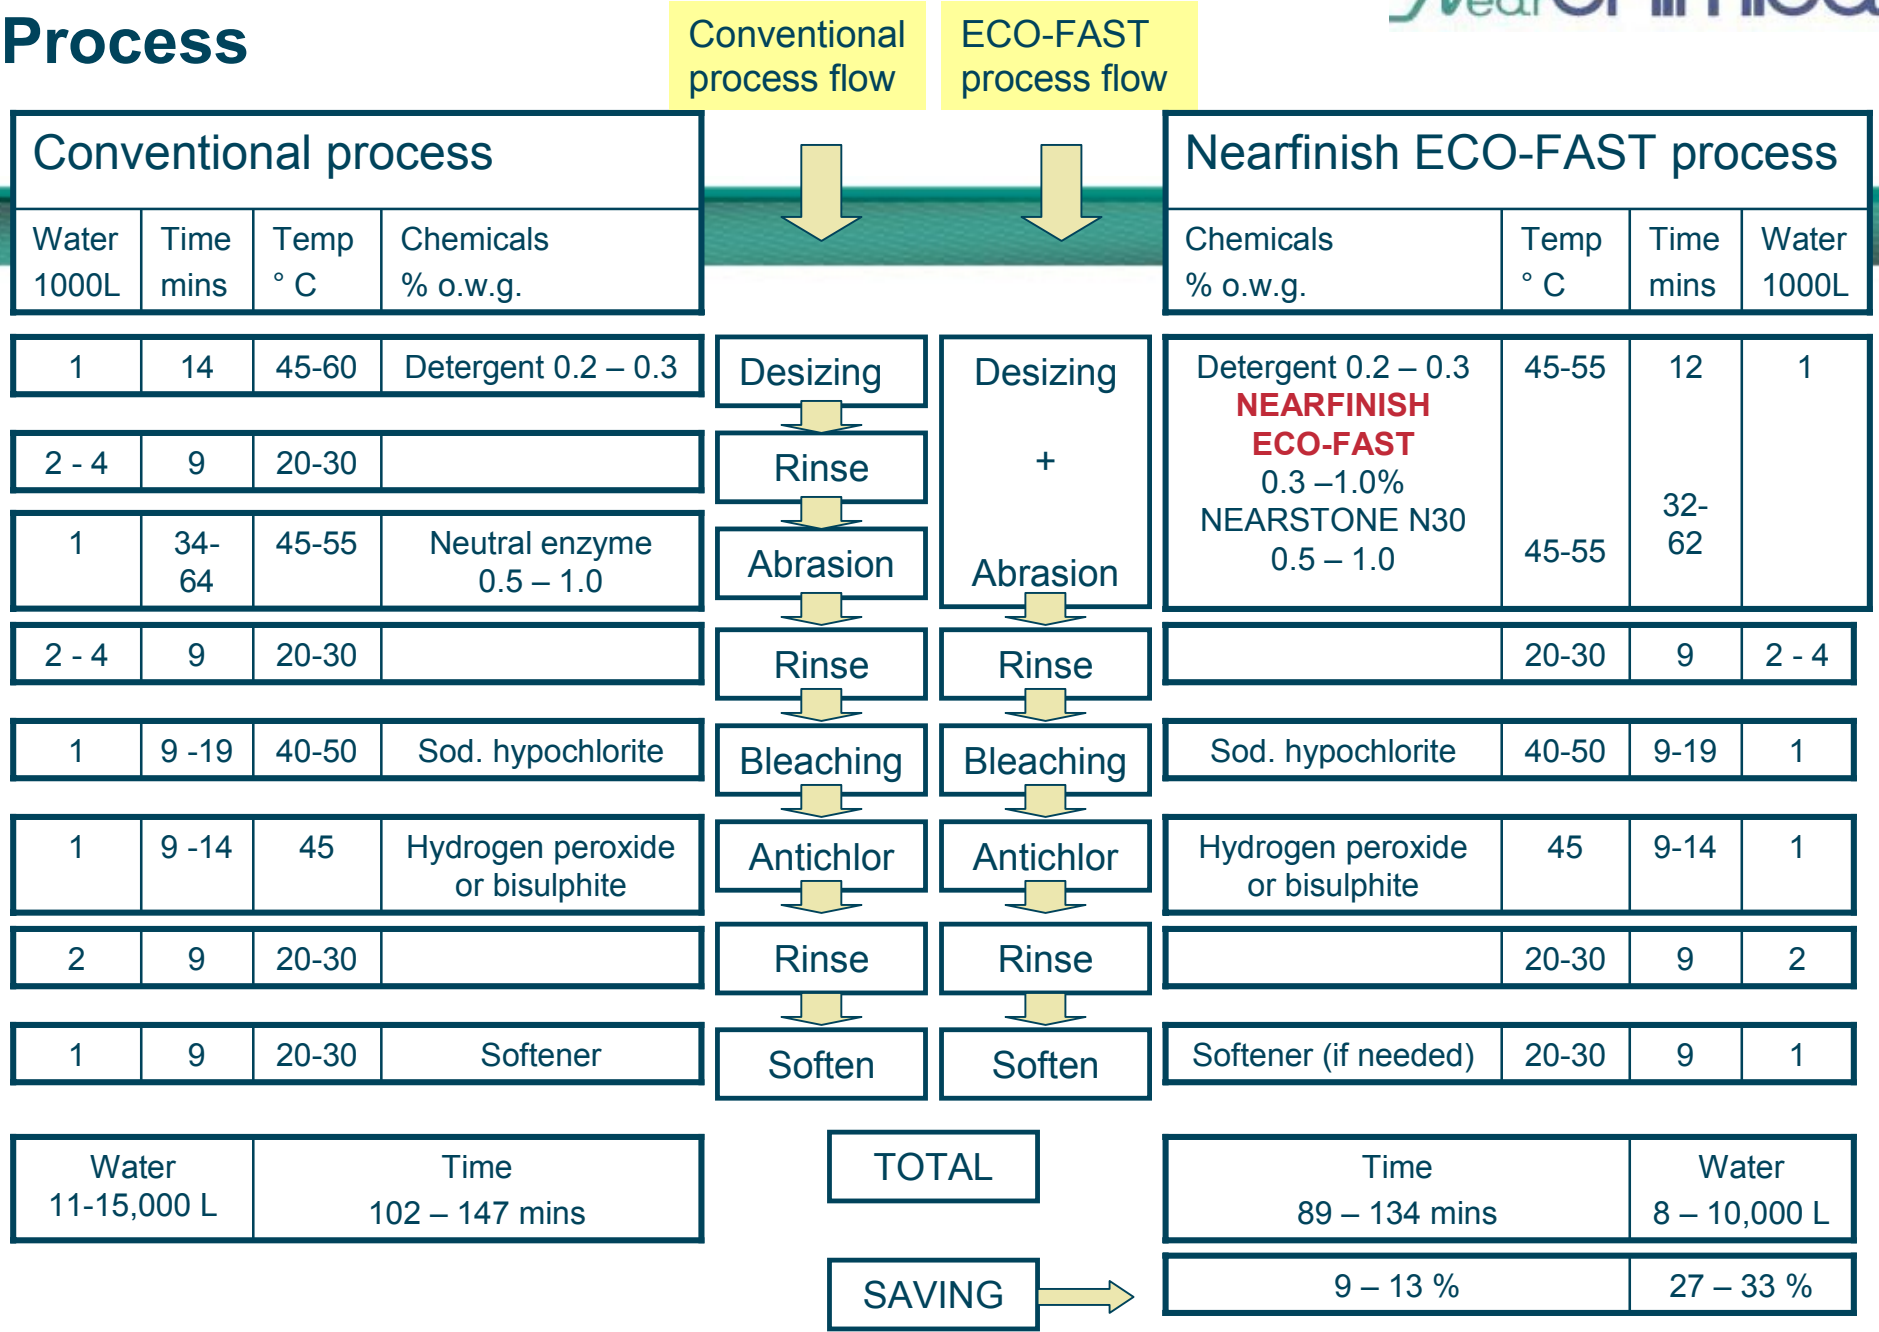 Process
Conventional
process flow
ECO-FAST
process flow
NearChimica
Conventional process
Water
1000L
Time
mins
Temp
° C
Chemicals
% o.w.g.
Nearfinish ECO-FAST process
Chemicals
% o.w.g.
Temp
° C
Time
mins
Water
1000L
1 14 45-60 Detergent 0.2 – 0.3
2 - 4 9 20-30
1 34- 45-55 Neutral enzyme
64 0.5 – 1.0
2 - 4 9 20-30
1 9 -19 40-50 Sod. hypochlorite
1 9 -14 45 Hydrogen peroxide
or bisulphite
2 9 20-30
1 9 20-30 Softener
Desizing
Rinse
Abrasion
Rinse
Bleaching
Antichlor
Rinse
Soften
Desizing
+
Abrasion
Rinse
Bleaching
Antichlor
Rinse
Soften
Detergent 0.2 – 0.3 45-55 12 1
NEARFINISH
ECO-FAST
0.3 –1.0%
NEARSTONE N30 32-
0.5 – 1.0 45-55 62
20-30 9 2 - 4
Sod. hypochlorite 40-50 9-19 1
Hydrogen peroxide 45 9-14 1
or bisulphite
20-30 9 2
Softener (if needed) 20-30 9 1
Water
11-15,000 L
Time
102 – 147 mins
TOTAL
Time
89 – 134 mins
Water
8 – 10,000 L
SAVING
9 – 13 %
27 – 33 %